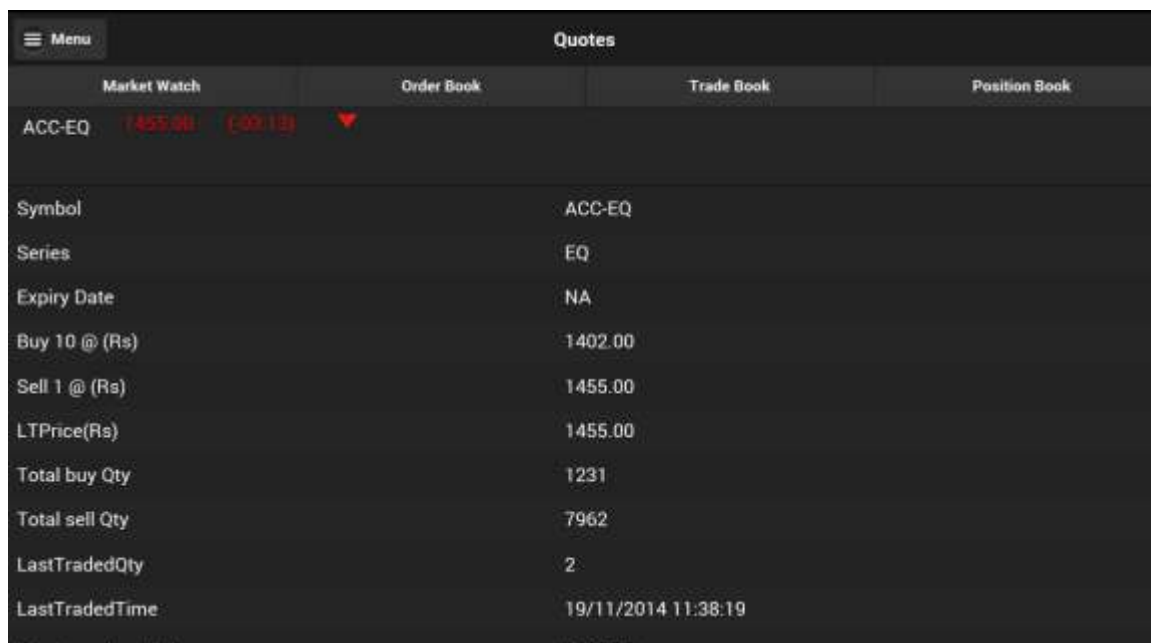 Menu Quotes
Market Watch Order Book Trade Book Position Book
ACC-EQ 1455.00
Symbol ACC-EQ
Series EQ
Expiry Date NA
Buy 10 @ (Rs) 1402.00
Sell 1 @ (Rs) 1455.00
LTPrice(Rs) 1455.00
Total buy Qty 1231
Total sell Qty 7962
LastTradedQty 2
LastTradedTime 19/11/2014 11:38:19